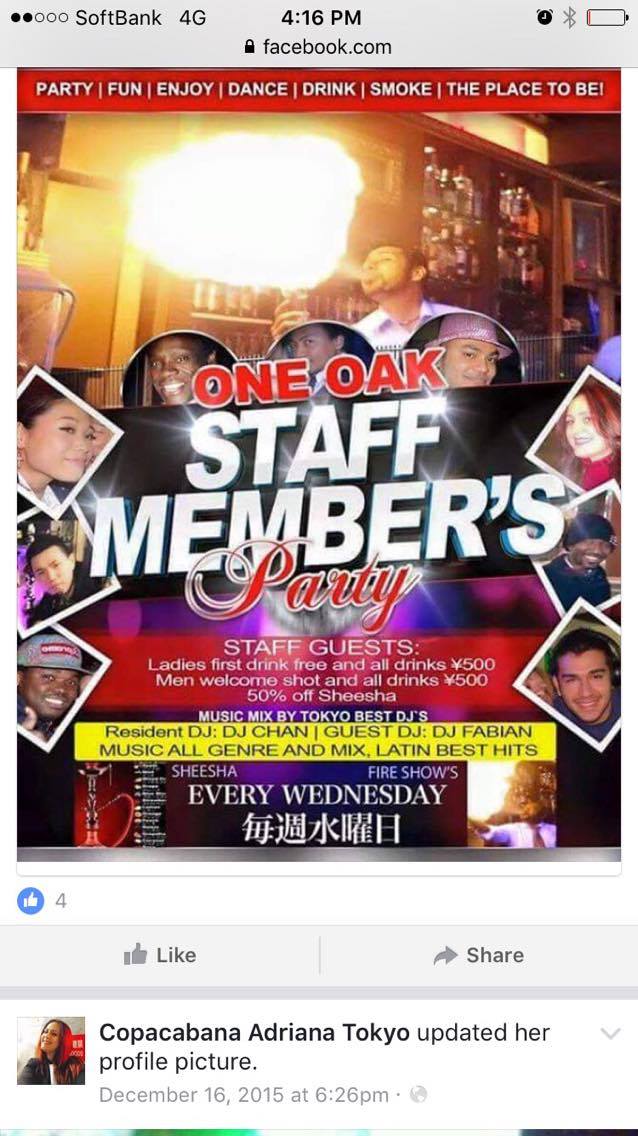 SoftBank 4G
4:16 PM
facebook.com
PARTY | FUN | ENJOY | DANCE | DRINK | SMOKE | THE PLACE TO BE!
ONE OAK
STAFF
MEMBER'S
Party
STAFF GUESTS:
Ladies first drink free and all drinks ¥500
Men welcome shot and all drinks ¥500
50% off Sheesha
MUSIC MIX BY TOKYO BEST DJ'S
Resident DJ: DJ CHAN | GUEST DJ: DJ FABIAN
MUSIC ALL GENRE AND MIX, LATIN BEST HITS
SHEESHA
FIRE SHOW'S
EVERY WEDNESDAY
毎週水曜日
4
Like
Share
Copacabana Adriana Tokyo updated her
profile picture.
December 16, 2015 at 6:26pm ·